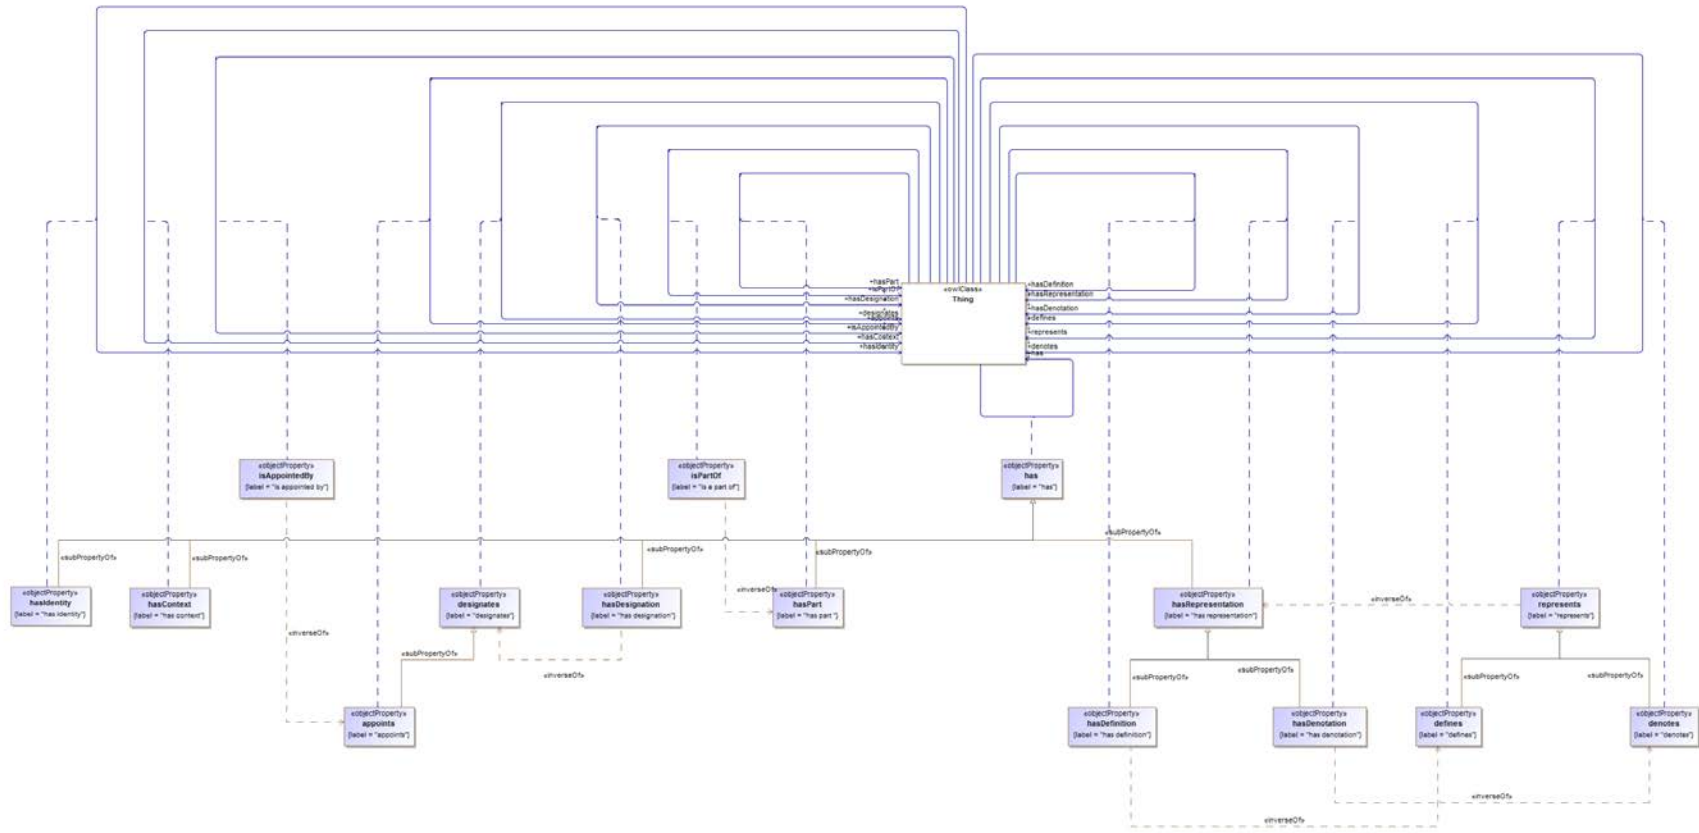 +hasPart
+isPartOf
+hasDesignation
+designates
+appoints
+isAppointedBy
+hasContext
+hasIdentity
«owlClass»
Thing
+hasDefinition
+hasRepresentation
+hasDenotation
+defines
+represents
+denotes
+has
«objectProperty»
isAppointedBy
[label = "is appointed by"]
«objectProperty»
isPartOf
[label = "is a part of"]
«objectProperty»
has
[label = "has"]
«subPropertyOf»
«subPropertyOf»
«subPropertyOf»
«subPropertyOf»
«subPropertyOf»
«objectProperty»
hasIdentity
[label = "has identity"]
«objectProperty»
hasContext
[label = "has context"]
«objectProperty»
designates
[label = "designates"]
«objectProperty»
hasDesignation
[label = "has designation"]
«inverseOf»
«objectProperty»
hasPart
[label = "has part "]
«objectProperty»
hasRepresentation
[label = "has representation"]
«inverseOf»
«objectProperty»
represents
[label = "represents"]
«inverseOf»
«subPropertyOf»
«inverseOf»
«subPropertyOf»
«subPropertyOf»
«subPropertyOf»
«subPropertyOf»
«objectProperty»
appoints
[label = "appoints"]
«objectProperty»
hasDefinition
[label = "has definition"]
«objectProperty»
hasDenotation
[label = "has denotation"]
«objectProperty»
defines
[label = "defines"]
«objectProperty»
denotes
[label = "denotes"]
«inverseOf»
«inverseOf»